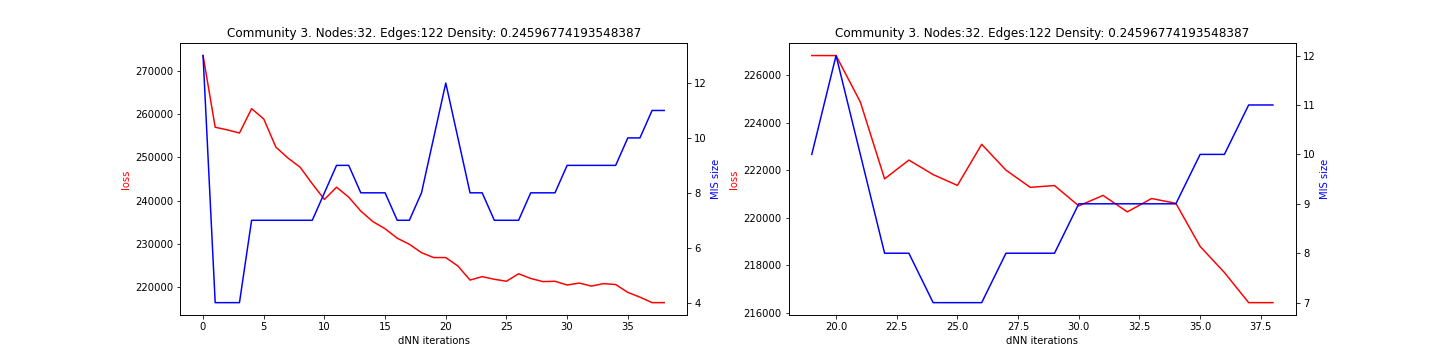 Community 3. Nodes:32. Edges:122 Density: 0.24596774193548387
270000
260000
250000
240000
230000
220000
loss
12
10
8
6
4
MIS size
0 5 10 15 20 25 30 35
dNN iterations
Community 3. Nodes:32. Edges:122 Density: 0.24596774193548387
226000
224000
222000
220000
218000
216000
loss
12
11
10
9
8
7
MIS size
20.0 22.5 25.0 27.5 30.0 32.5 35.0 37.5
dNN iterations